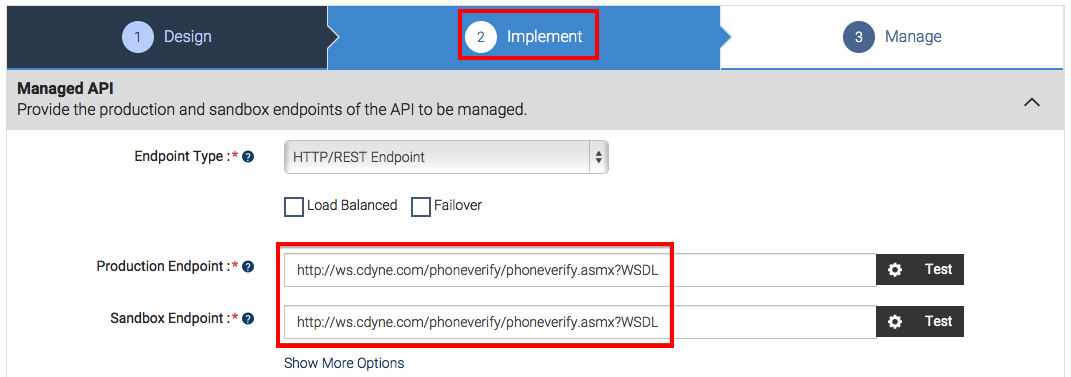 1 Design 2 Implement 3 Manage
Managed API
Provide the production and sandbox endpoints of the API to be managed.
Endpoint Type :* ? HTTP/REST Endpoint
Load Balanced Failover
Production Endpoint :* ? http://ws.cdyne.com/phoneverify/phoneverify.asmx?WSDL Test
Sandbox Endpoint :* ? http://ws.cdyne.com/phoneverify/phoneverify.asmx?WSDL Test
Show More Options